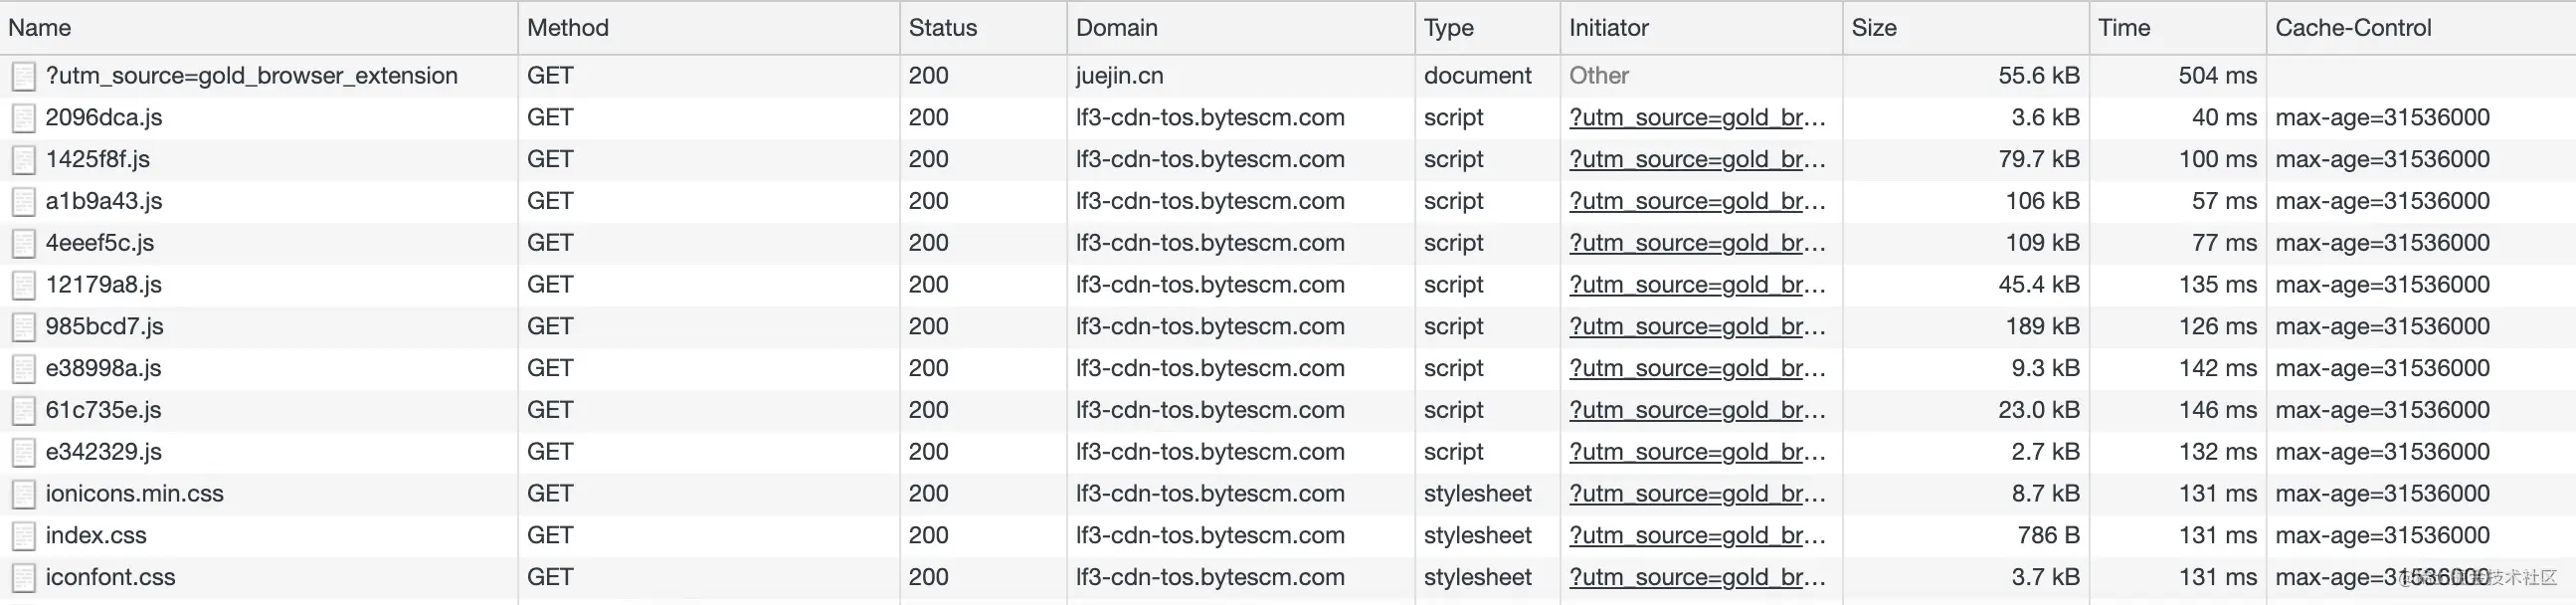 Name Method Status Domain Type Initiator Size Time Cache-Control
?utm_source=gold_browser_extension GET 200 juejin.cn document Other 55.6 kB 504 ms
2096dca.js GET 200 lf3-cdn-tos.bytescm.com script ?utm_source=gold_br… 3.6 kB 40 ms max-age=31536000
1425f8f.js GET 200 lf3-cdn-tos.bytescm.com script ?utm_source=gold_br… 79.7 kB 100 ms max-age=31536000
a1b9a43.js GET 200 lf3-cdn-tos.bytescm.com script ?utm_source=gold_br… 106 kB 57 ms max-age=31536000
4eeef5c.js GET 200 lf3-cdn-tos.bytescm.com script ?utm_source=gold_br… 109 kB 77 ms max-age=31536000
12179a8.js GET 200 lf3-cdn-tos.bytescm.com script ?utm_source=gold_br… 45.4 kB 135 ms max-age=31536000
985bcd7.js GET 200 lf3-cdn-tos.bytescm.com script ?utm_source=gold_br… 189 kB 126 ms max-age=31536000
e38998a.js GET 200 lf3-cdn-tos.bytescm.com script ?utm_source=gold_br… 9.3 kB 142 ms max-age=31536000
61c735e.js GET 200 lf3-cdn-tos.bytescm.com script ?utm_source=gold_br… 23.0 kB 146 ms max-age=31536000
e342329.js GET 200 lf3-cdn-tos.bytescm.com script ?utm_source=gold_br… 2.7 kB 132 ms max-age=31536000
ionicons.min.css GET 200 lf3-cdn-tos.bytescm.com stylesheet ?utm_source=gold_br… 8.7 kB 131 ms max-age=31536000
index.css GET 200 lf3-cdn-tos.bytescm.com stylesheet ?utm_source=gold_br… 786 B 131 ms max-age=31536000
iconfont.css GET 200 lf3-cdn-tos.bytescm.com stylesheet ?utm_source=gold_br… 3.7 kB 131 ms max-age=31536000
技术社区